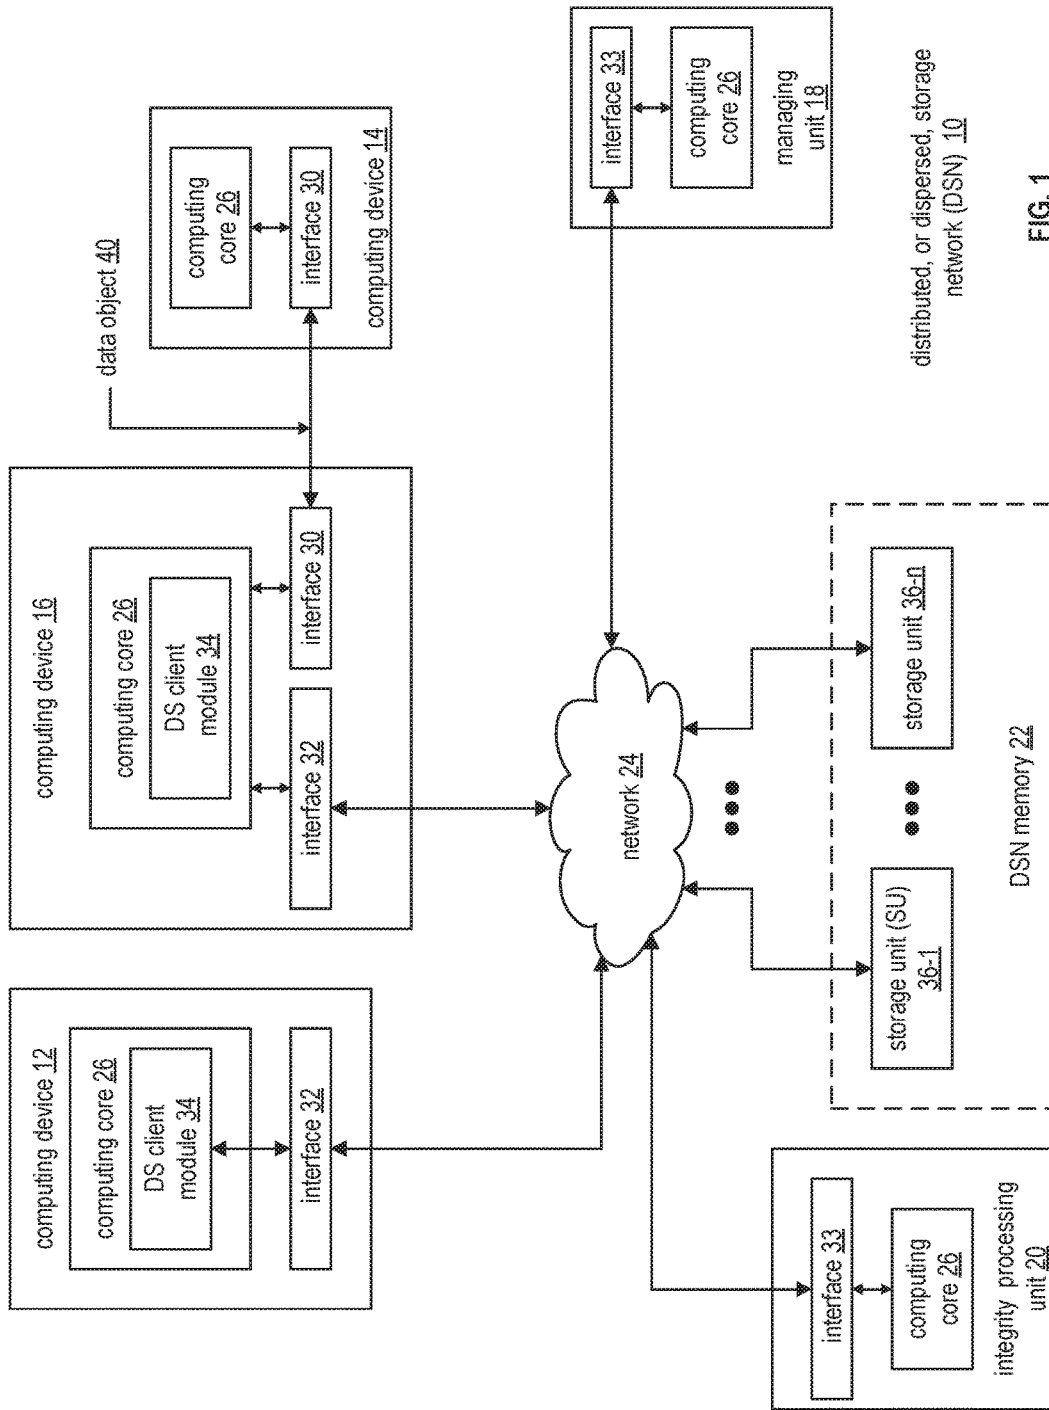 computing device 12
computing core 26
DS client
module 34
interface 32
computing device 16
computing core 26
DS client
module 34
interface 32
interface 30
data object 40
computing
core 26
interface 30
computing device 14
network 24
interface 33
computing
core 26
managing
unit 18
interface 33
computing
core 26
integrity processing
unit 20
storage unit (SU)
36-1
storage unit 36-n
DSN memory 22
distributed, or dispersed, storage
network (DSN) 10
FIG. 1